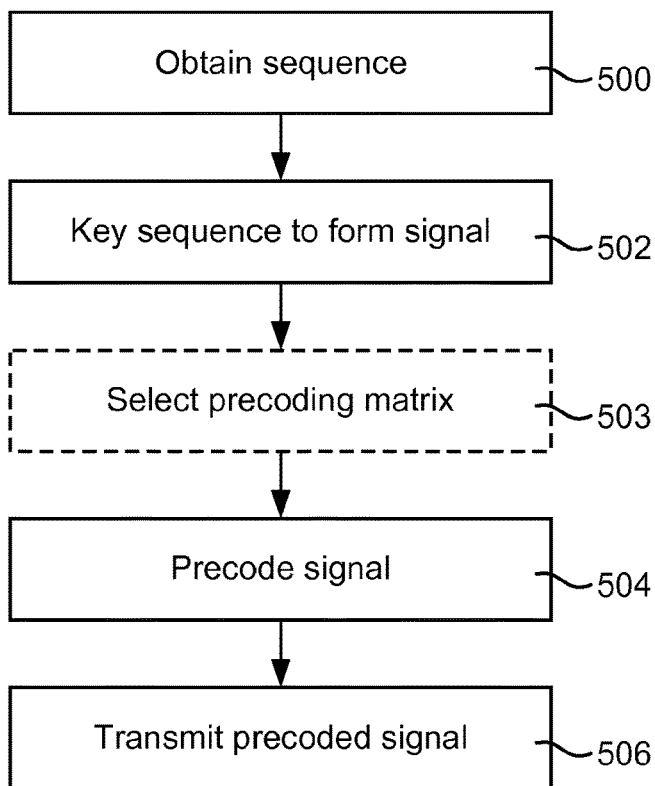 Obtain sequence
500
Key sequence to form signal
502
Select precoding matrix
503
Precode signal
504
Transmit precoded signal
506